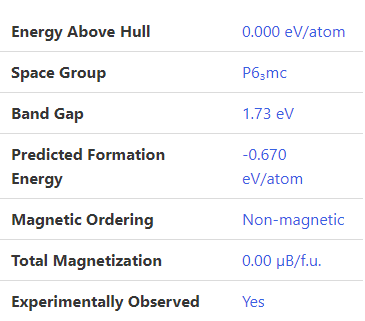 Energy Above Hull 0.000 eV/atom
Space Group P6₃mc
Band Gap 1.73 eV
Predicted Formation -0.670
Energy eV/atom
Magnetic Ordering Non-magnetic
Total Magnetization 0.00 µB/f.u.
Experimentally Observed Yes